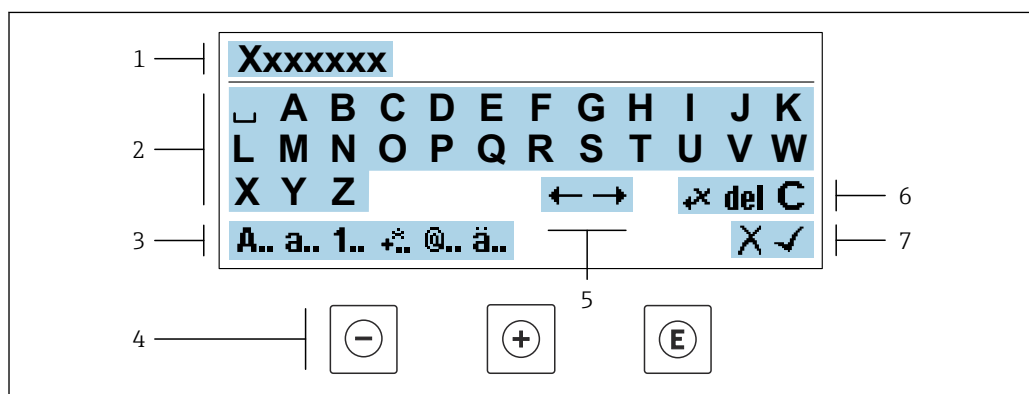 1 Xxxxxxx
␣ A B C D E F G H I J K
2 L M N O P Q R S T U V W
X Y Z ← → ↚ˣ del C 6
3 A.. a.. 1.. +*.. @.. ä.. X ✓ 7
5
4 − + E